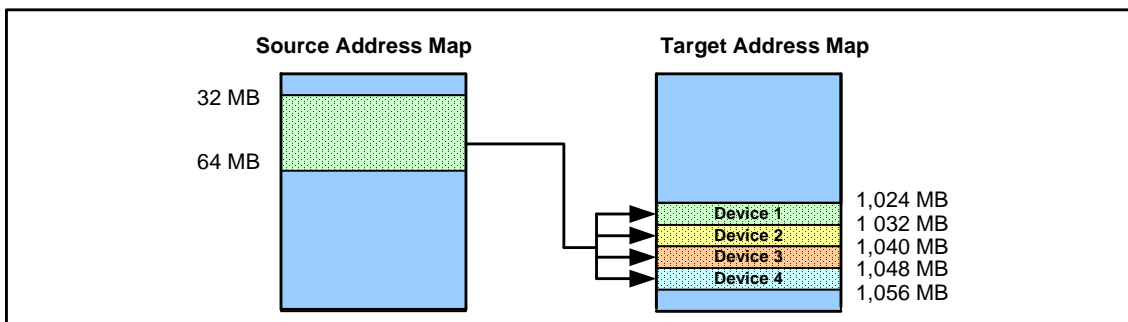 Source Address Map
Target Address Map
32 MB
64 MB
1,024 MB
Device 1
1 032 MB
Device 2
1,040 MB
Device 3
1,048 MB
Device 4
1,056 MB